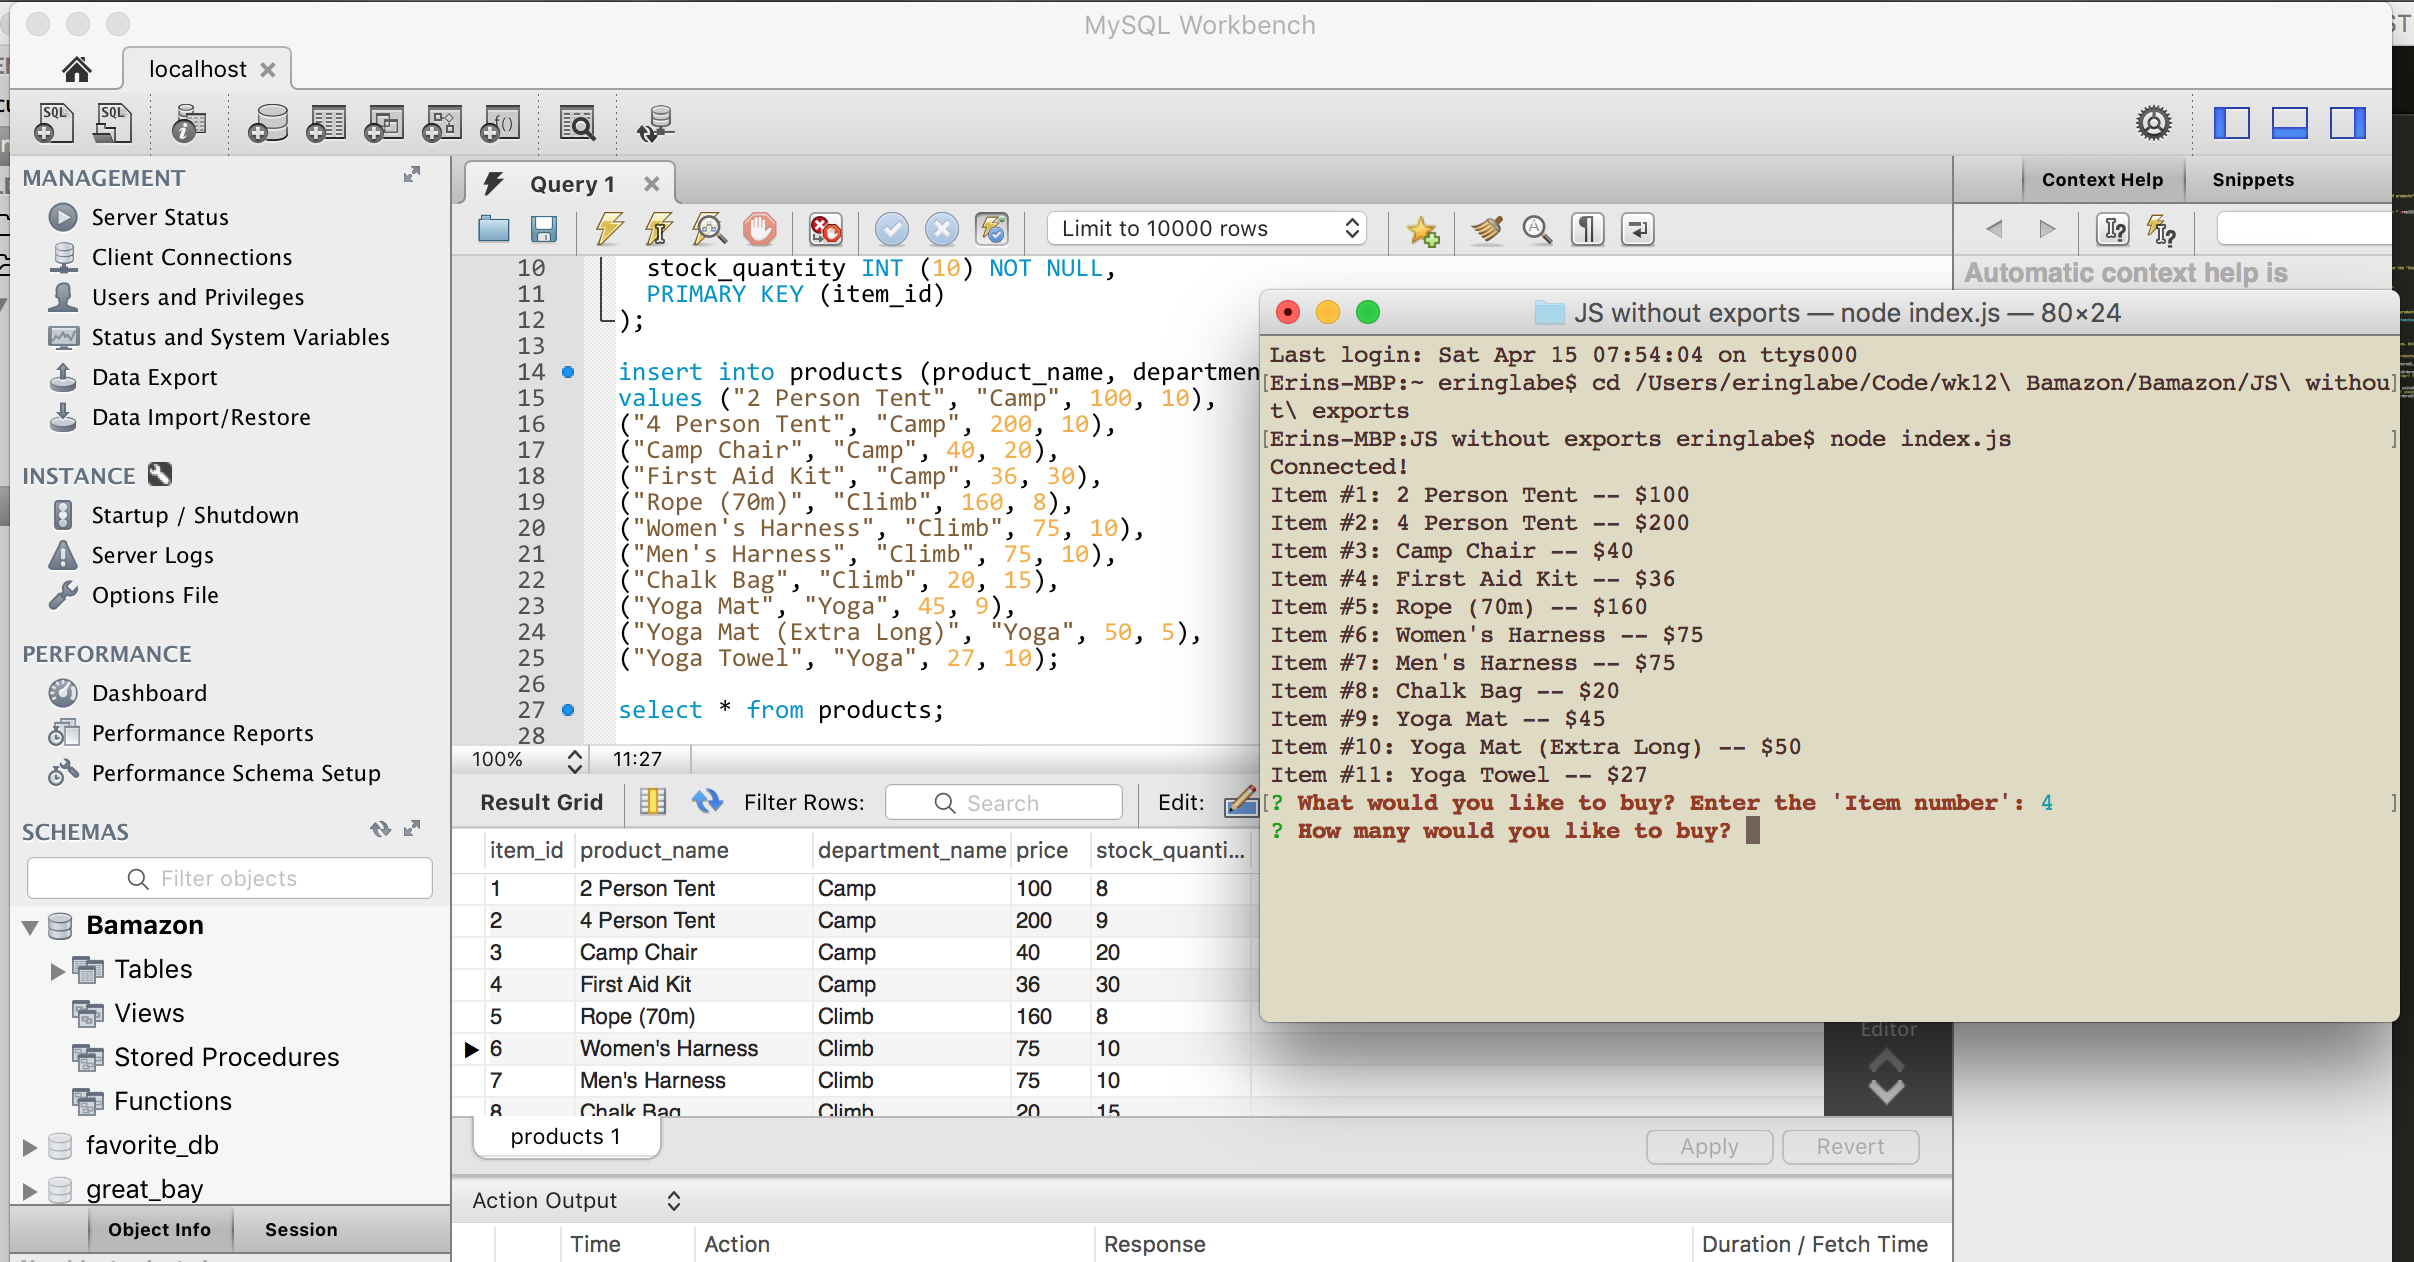 MySQL Workbench
localhost
SQL SQL
MANAGEMENT
Server Status
Client Connections
Users and Privileges
Status and System Variables
Data Export
Data Import/Restore
INSTANCE
Startup / Shutdown
Server Logs
Options File
PERFORMANCE
Dashboard
Performance Reports
Performance Schema Setup
SCHEMAS
Filter objects
Bamazon
Tables
Views
Stored Procedures
Functions
favorite_db
great_bay
Object Info Session
Query 1
Limit to 10000 rows
10 stock_quantity INT (10) NOT NULL,
11 PRIMARY KEY (item_id)
12 );
13
14 insert into products (product_name, departmen
15 values ("2 Person Tent", "Camp", 100, 10),
16 ("4 Person Tent", "Camp", 200, 10),
17 ("Camp Chair", "Camp", 40, 20),
18 ("First Aid Kit", "Camp", 36, 30),
19 ("Rope (70m)", "Climb", 160, 8),
20 ("Women's Harness", "Climb", 75, 10),
21 ("Men's Harness", "Climb", 75, 10),
22 ("Chalk Bag", "Climb", 20, 15),
23 ("Yoga Mat", "Yoga", 45, 9),
24 ("Yoga Mat (Extra Long)", "Yoga", 50, 5),
25 ("Yoga Towel", "Yoga", 27, 10);
26
27 select * from products;
28
100% 11:27
Result Grid Filter Rows: Search Edit:
item_id product_name department_name price stock_quanti...
1 2 Person Tent Camp 100 8
2 4 Person Tent Camp 200 9
3 Camp Chair Camp 40 20
4 First Aid Kit Camp 36 30
5 Rope (70m) Climb 160 8
6 Women's Harness Climb 75 10
7 Men's Harness Climb 75 10
8 Chalk Bag Climb 20 15
products 1
Apply Revert
Action Output
Time Action Response Duration / Fetch Time
Context Help Snippets
Automatic context help is
JS without exports — node index.js — 80×24
Last login: Sat Apr 15 07:54:04 on ttys000
[Erins-MBP:~ eringlabe$ cd /Users/eringlabe/Code/wk12\ Bamazon/Bamazon/JS\ withou]
t\ exports
[Erins-MBP:JS without exports eringlabe$ node index.js ]
Connected!
Item #1: 2 Person Tent -- $100
Item #2: 4 Person Tent -- $200
Item #3: Camp Chair -- $40
Item #4: First Aid Kit -- $36
Item #5: Rope (70m) -- $160
Item #6: Women's Harness -- $75
Item #7: Men's Harness -- $75
Item #8: Chalk Bag -- $20
Item #9: Yoga Mat -- $45
Item #10: Yoga Mat (Extra Long) -- $50
Item #11: Yoga Towel -- $27
[? What would you like to buy? Enter the 'Item number': 4 ]
? How many would you like to buy?
Editor